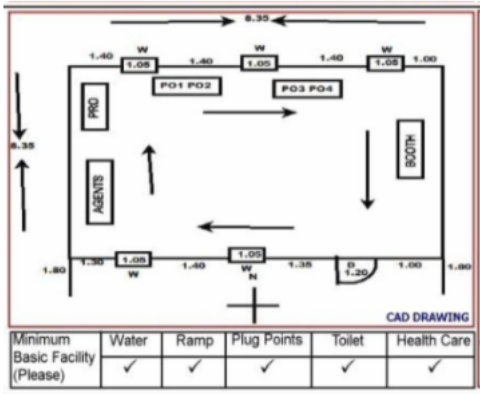 8.35
W W W
1.40 1.05 1.40 1.05 1.40 1.05 1.00
PO1 PO2 PO3 PO4
PRO
BOOTH
8.35
AGENTS
1.80 1.30 1.05 1.40 1.05 1.35 D 1.20 1.00 1.80
W W
N
CAD DRAWING
Minimum Basic Facility (Please) Water Ramp Plug Points Toilet Health Care
✓ ✓ ✓ ✓ ✓